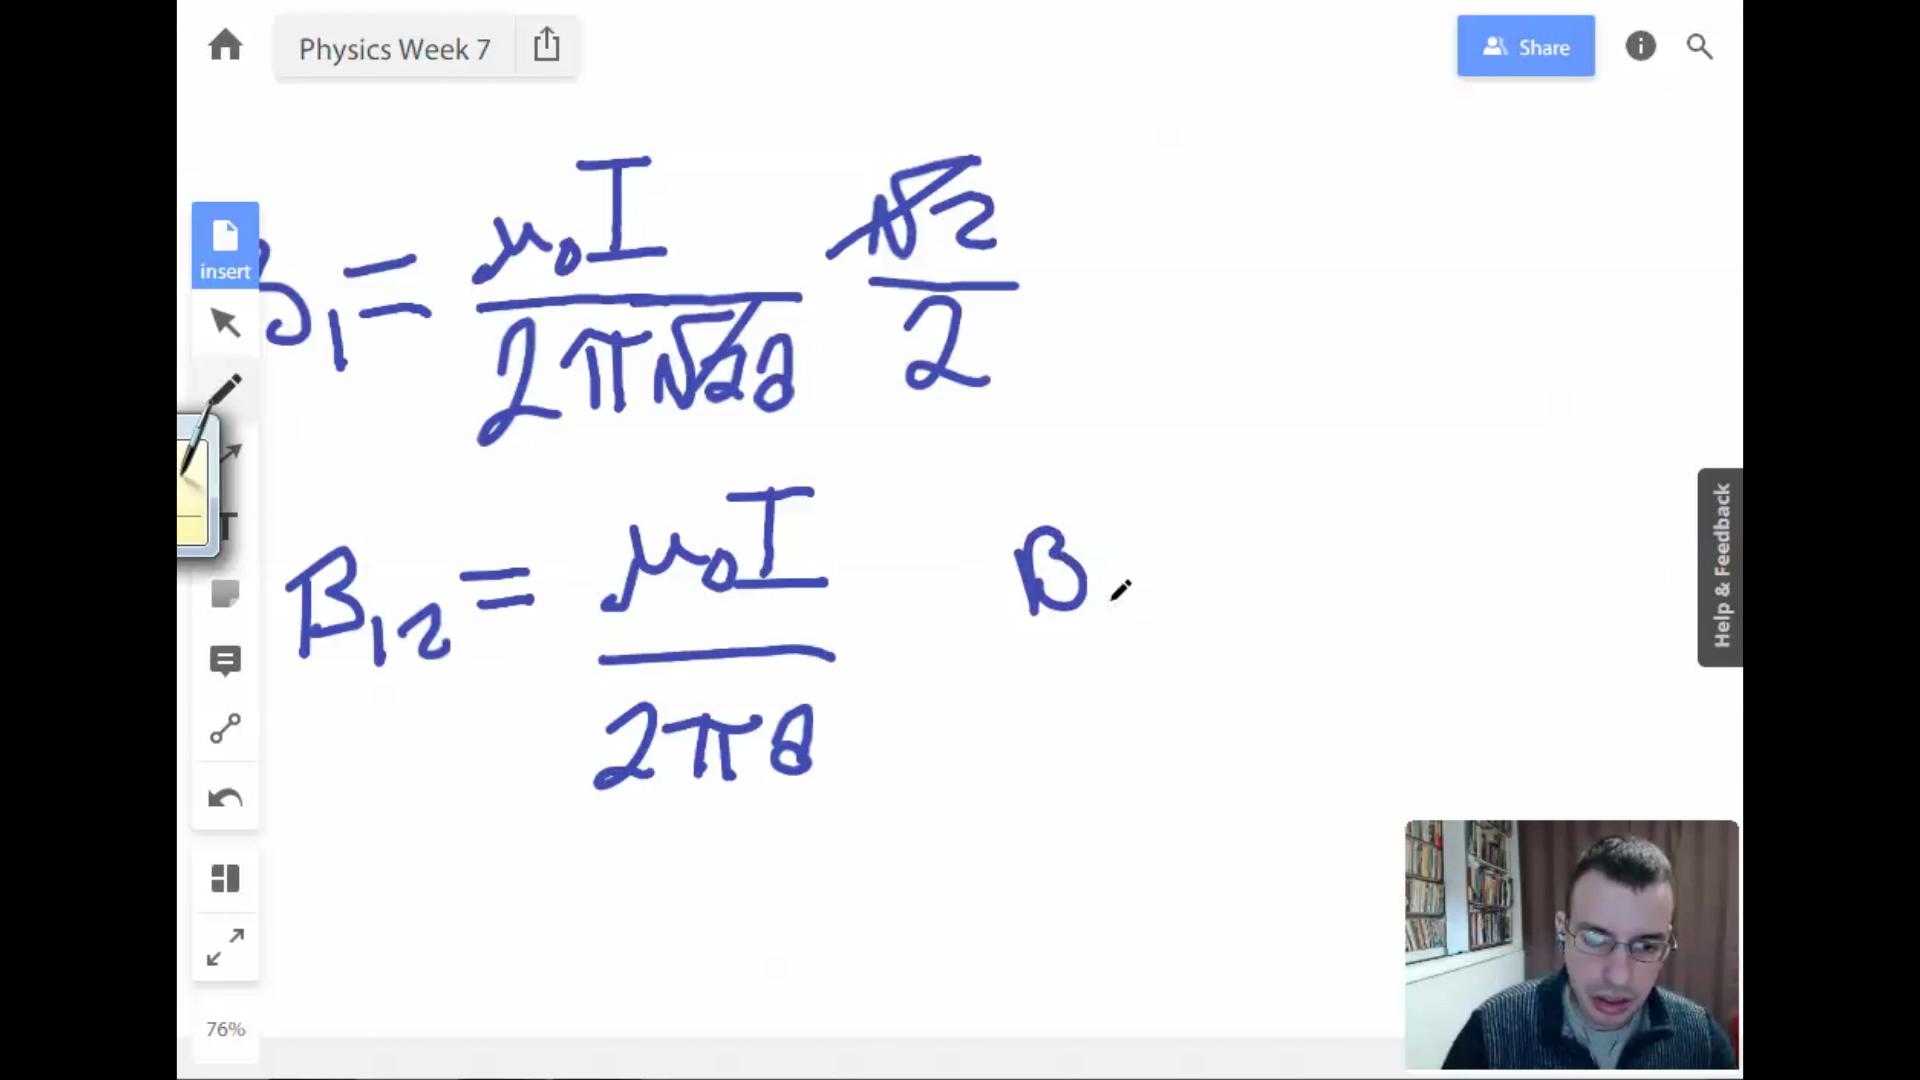 Physics Week 7
Share
insert
B₁ = μ₀I / 2π√2a √2 / 2
T
B₁₂ = μ₀I / 2πa
B
Help & Feedback
76%